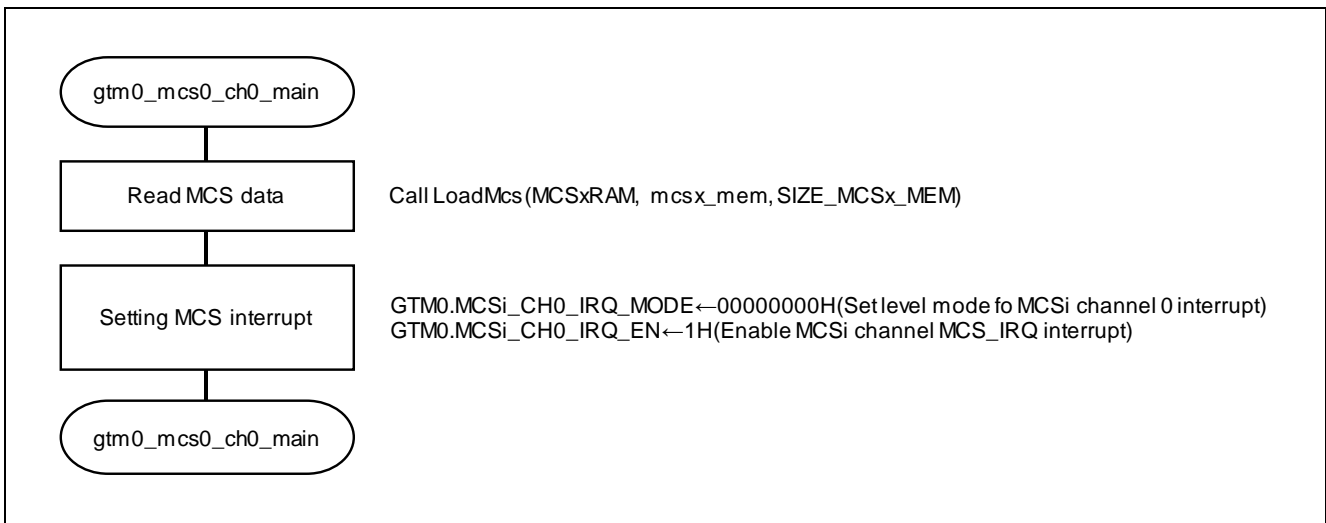 gtm0_mcs0_ch0_main
Read MCS data
Call LoadMcs(MCSxRAM, mcsx_mem, SIZE_MCSx_MEM)
Setting MCS interrupt
GTM0.MCSi_CH0_IRQ_MODE←00000000H(Set level mode fo MCSi channel 0 interrupt)
GTM0.MCSi_CH0_IRQ_EN←1H(Enable MCSi channel MCS_IRQ interrupt)
gtm0_mcs0_ch0_main